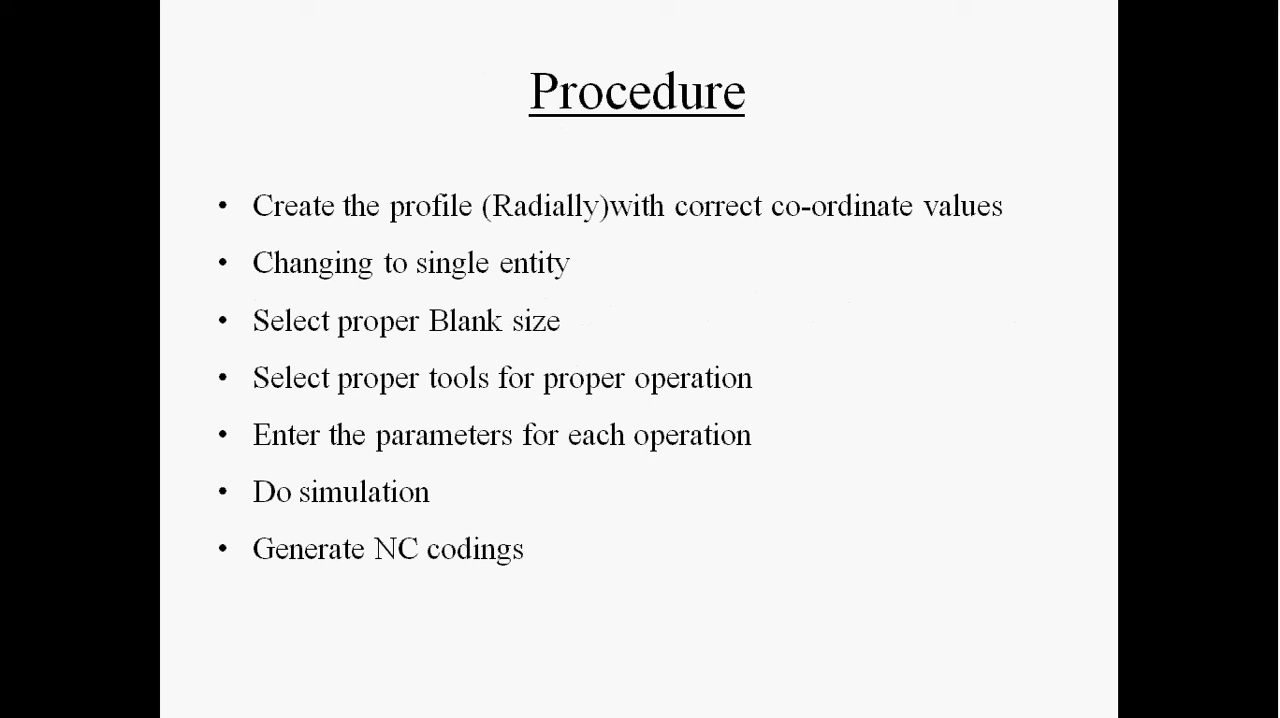 Procedure
• Create the profile (Radially)with correct co-ordinate values
• Changing to single entity
• Select proper Blank size
• Select proper tools for proper operation
• Enter the parameters for each operation
• Do simulation
• Generate NC codings